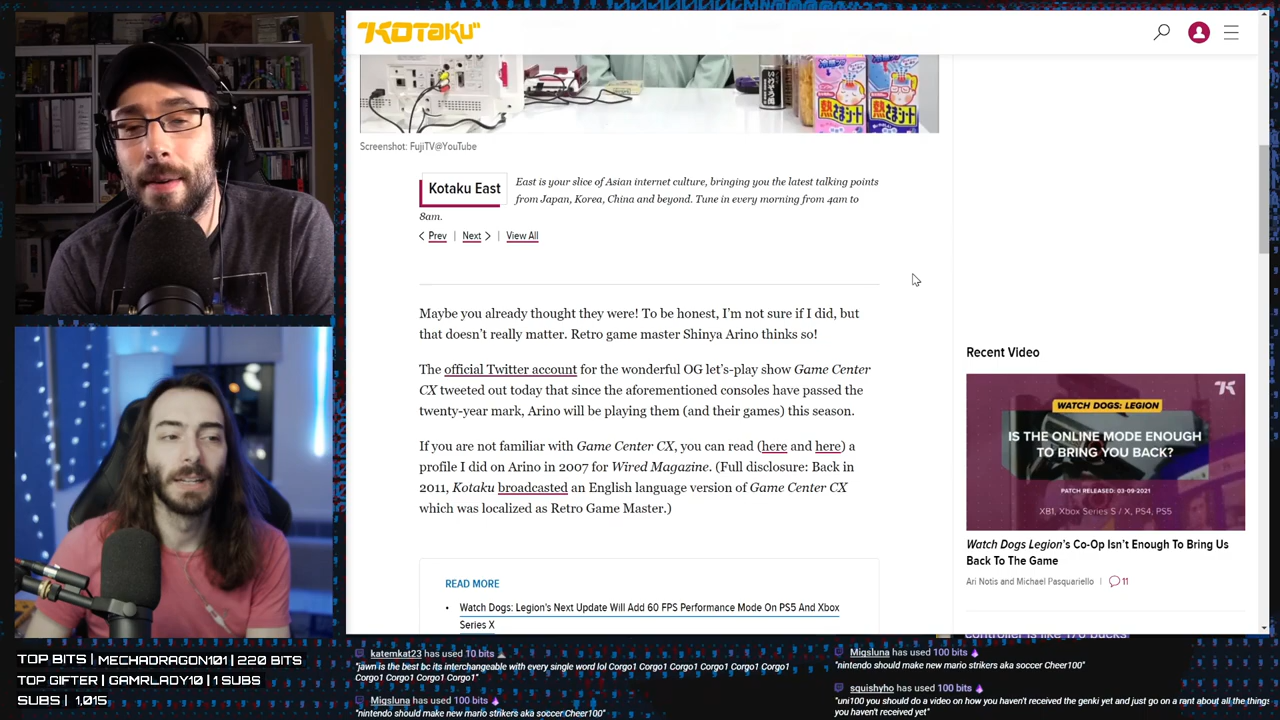 KOTAKU
Screenshot: FujiTV@YouTube
Kotaku East
East is your slice of Asian internet culture, bringing you the latest talking points
from Japan, Korea, China and beyond. Tune in every morning from 4am to
8am.
Prev | Next | View All
Maybe you already thought they were! To be honest, I'm not sure if I did, but
that doesn't really matter. Retro game master Shinya Arino thinks so!
The official Twitter account for the wonderful OG let's-play show Game Center
CX tweeted out today that since the aforementioned consoles have passed the
twenty-year mark, Arino will be playing them (and their games) this season.
If you are not familiar with Game Center CX, you can read (here and here) a
profile I did on Arino in 2007 for Wired Magazine. (Full disclosure: Back in
2011, Kotaku broadcasted an English language version of Game Center CX
which was localized as Retro Game Master.)
READ MORE
• Watch Dogs: Legion's Next Update Will Add 60 FPS Performance Mode On PS5 And Xbox
Series X
Recent Video
WATCH DOGS: LEGION
IS THE ONLINE MODE ENOUGH
TO BRING YOU BACK?
PATCH RELEASED: 03-09-2021
XB1, Xbox Series S / X, PS4, PS5
Watch Dogs Legion's Co-Op Isn't Enough To Bring Us
Back To The Game
Ari Notis and Michael Pasquariello | 11
TOP BITS | MECHADRAGON101 | 220 BITS
TOP GIFTER | GAMRLADY10 | 1 SUBS
SUBS | 1,015
katemkat23 has used 10 bits
"jawn is the best bc its interchangeable with every single word lol Corgo1 Corgo1 Corgo1 Corgo1 Corgo1 Corgo1
Corgo1 Corgo1 Corgo1 Corgo1"
Miqsluna has used 100 bits
"nintendo should make new mario strikers aka soccer Cheer100"
controller is like 170 bucks
Miqsluna has used 100 bits
"nintendo should make new mario strikers aka soccer Cheer100"
squishyho has used 100 bits
"uni100 you should do a video on how you haven't received the genki yet and just go on a rant about all the things
you haven't received yet"